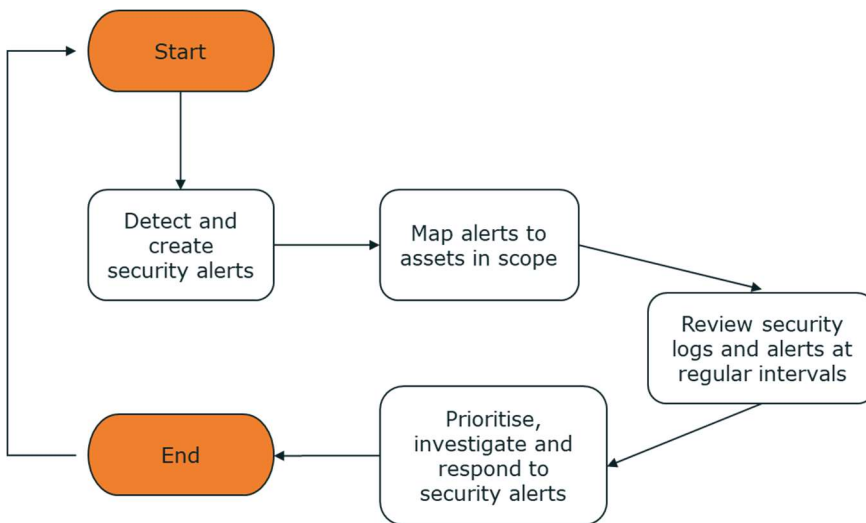 Start
Detect and
create
security alerts
Map alerts to
assets in scope
Review security
logs and alerts at
regular intervals
Prioritise,
investigate and
respond to
security alerts
End